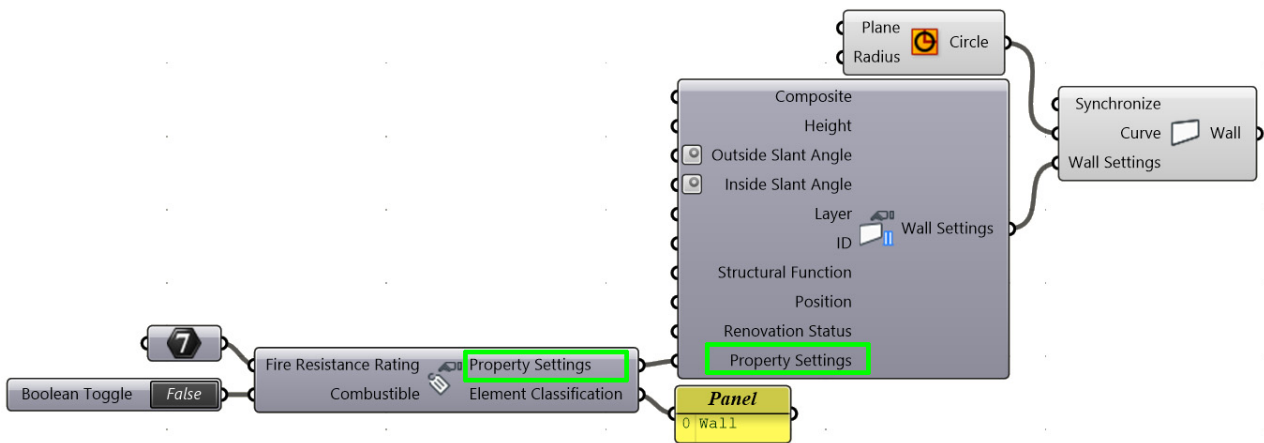 Plane
Radius
Circle
Composite
Height
Outside Slant Angle
Inside Slant Angle
Layer
ID
Structural Function
Position
Renovation Status
Property Settings
Wall Settings
Synchronize
Curve
Wall Settings
Wall
7
Boolean Toggle False
Fire Resistance Rating
Combustible
Property Settings
Element Classification
Panel
0 Wall